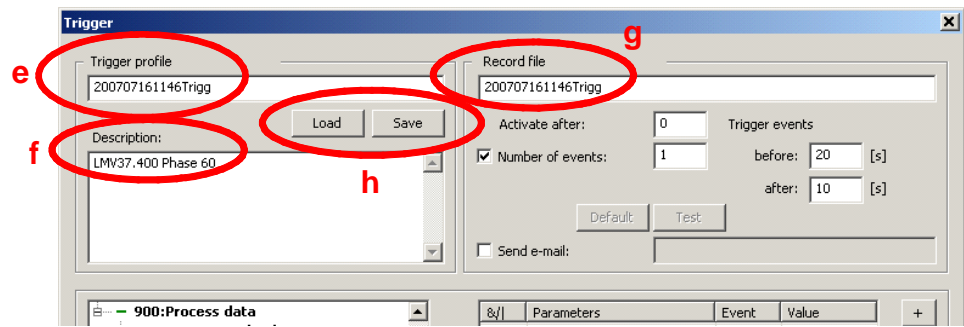 Trigger
g
e
Trigger profile
200707161146Trigg
Record file
200707161146Trigg
Load
Save
Activate after:
0
Trigger events
f
Description:
LMV37.400 Phase 60
Number of events:
1
before:
20
[s]
h
after:
10
[s]
Default
Test
Send e-mail:
900:Process data
&/|
Parameters
Event
Value
+